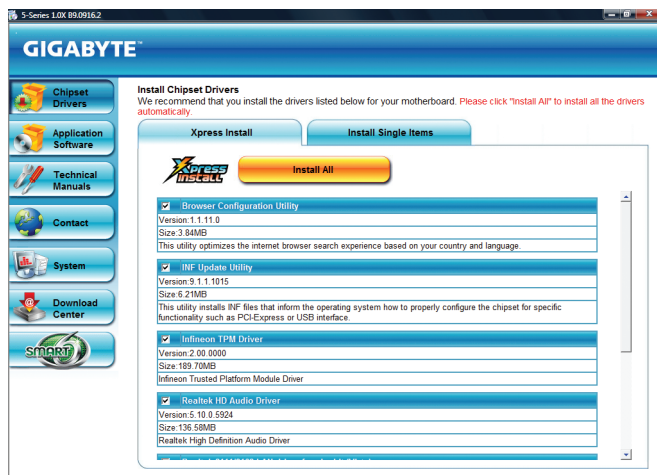 5-Series 1.0X B9.0916.2
GIGABYTE™
Chipset
Drivers
Application
Software
Technical
Manuals
Contact
System
Download
Center
SMART 6
Install Chipset Drivers
We recommend that you install the drivers listed below for your motherboard. Please click "Install All" to install all the drivers
automatically.
Xpress Install
Install Single Items
Xpress
INSTALL
Install All
Browser Configuration Utility
Version:1.1.11.0
Size:3.84MB
This utility optimizes the internet browser search experience based on your country and language.
INF Update Utility
Version:9.1.1.1015
Size:6.21MB
This utility installs INF files that inform the operating system how to properly configure the chipset for specific
functionality such as PCI-Express or USB interface.
Infineon TPM Driver
Version:2.00.0000
Size:189.70MB
Infineon Trusted Platform Module Driver
Realtek HD Audio Driver
Version:5.10.0.5924
Size:136.58MB
Realtek High Definition Audio Driver